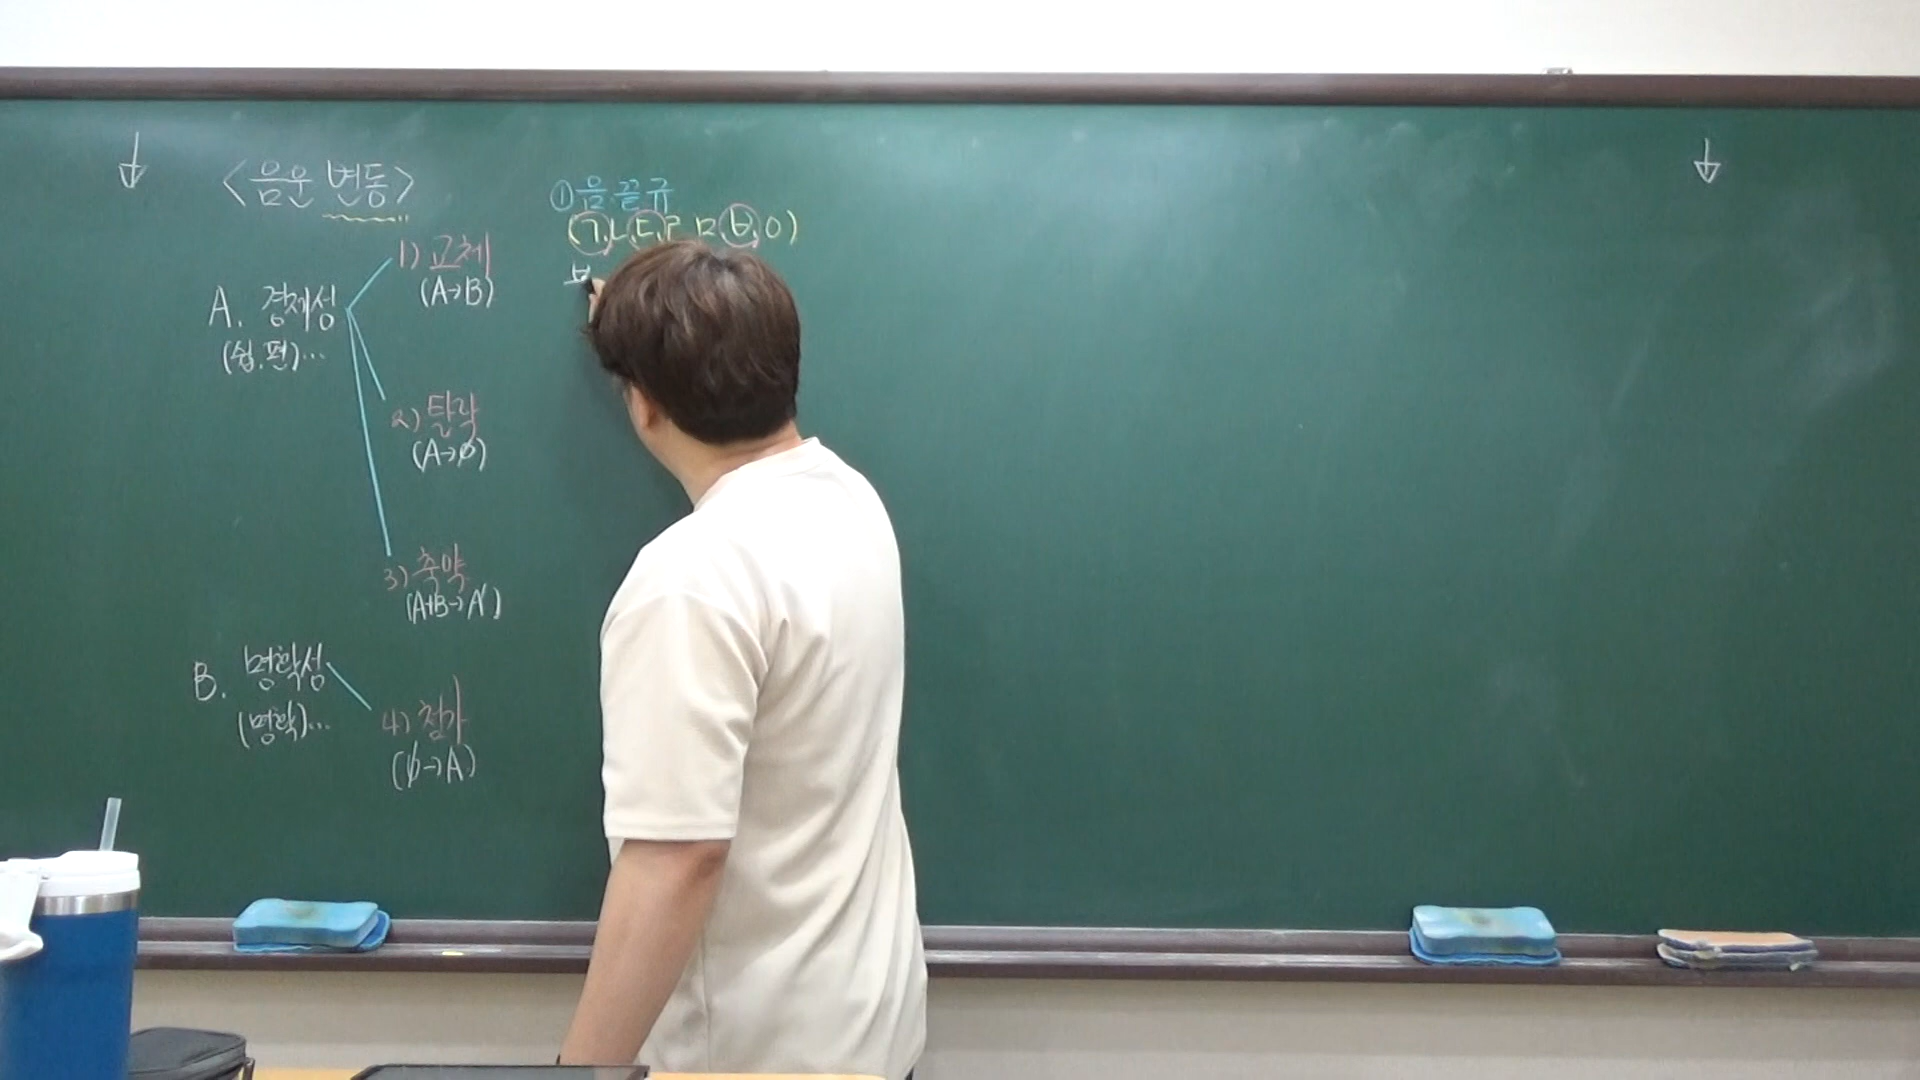 <음운 변동>
A. 경제성
(쉽.편)...
1) 교체
(A→B)
2) 탈락
(A→∅)
3) 축약
(A+B→A')
B. 명확성
(명확)...
4) 첨가
(∅→A)
① 음.끝.규
(ㄱ,ㄴ,ㄷ,ㄹ ㅁ ㅂ,ㅇ)